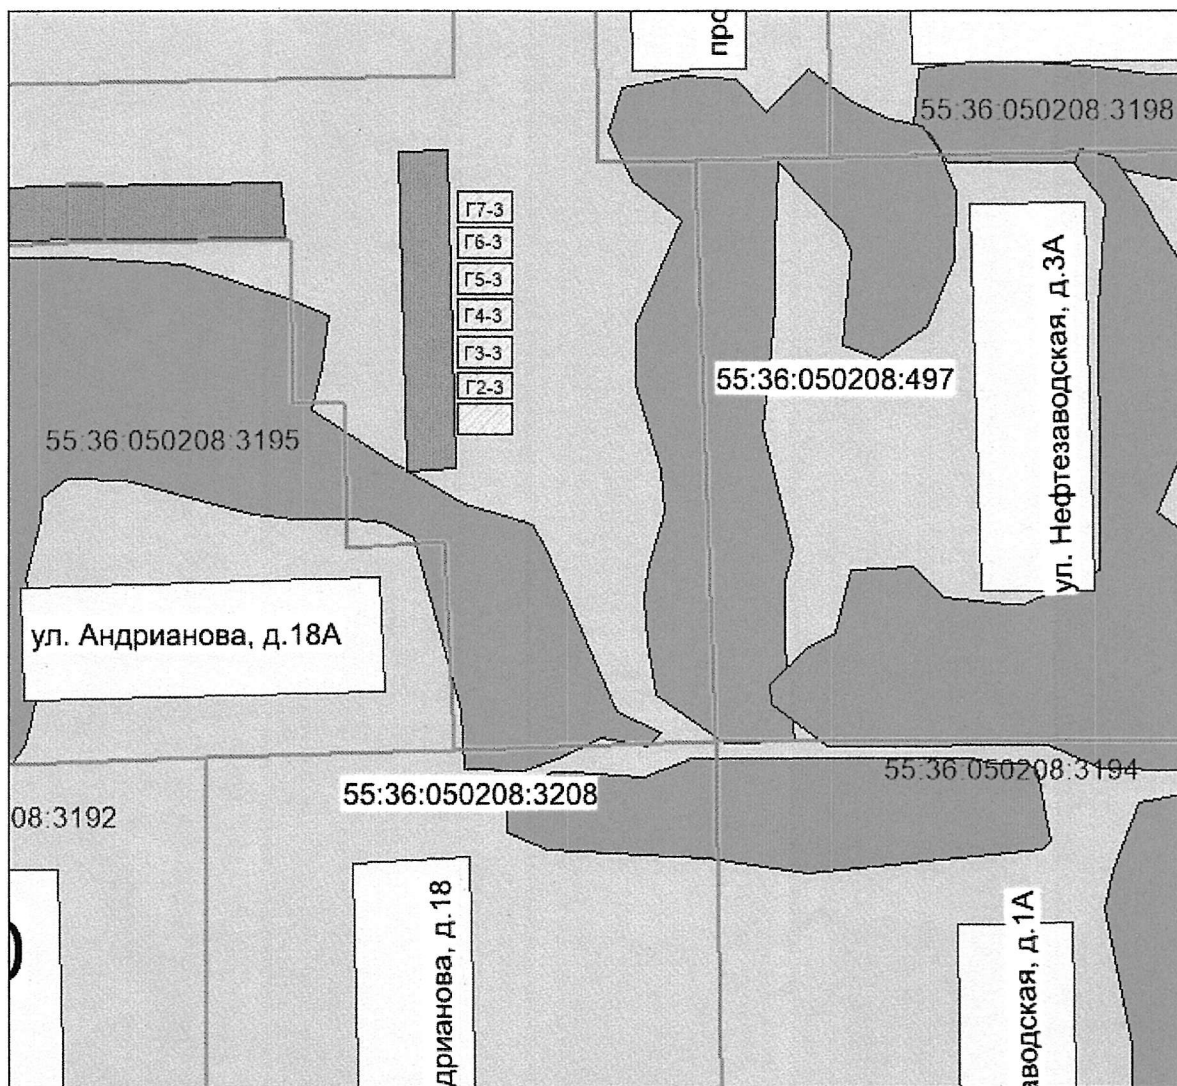 про
55:36:050208:3198
Г7-3
Г6-3
Г5-3
Г4-3
Г3-3
Г2-3
55:36:050208:497
ул. Нефтезаводская, д.3А
55:36:050208:3195
ул. Андрианова, д.18А
55:36:050208:3194
55:36:050208:3208
08:3192
дрианова, д.18
аводская, д.1А